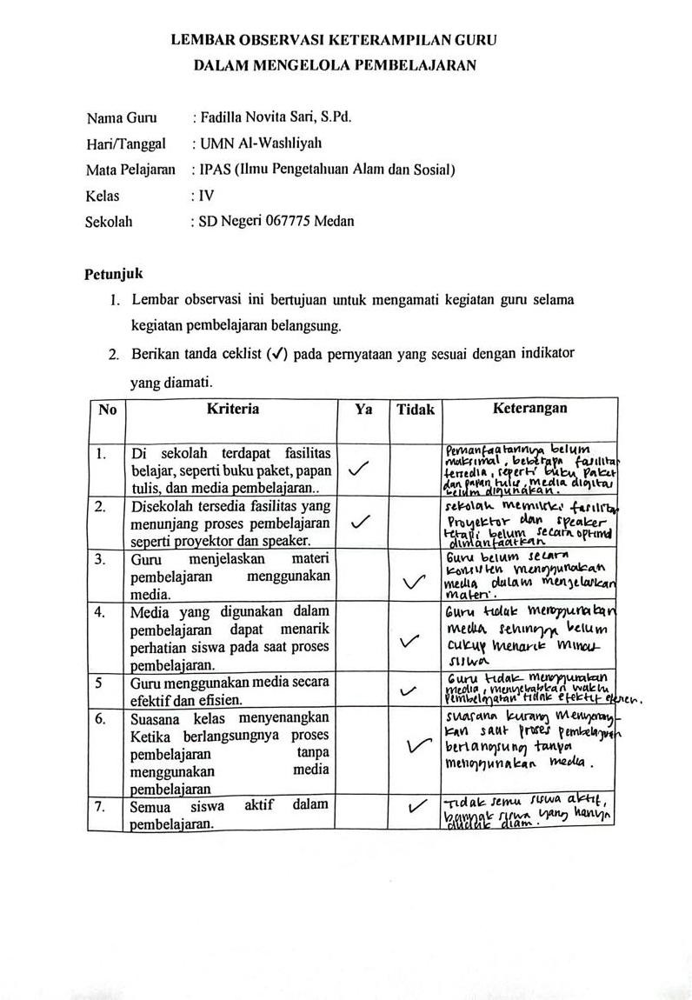 LEMBAR OBSERVASI KETERAMPILAN GURU
DALAM MENGELOLA PEMBELAJARAN
Nama Guru : Fadilla Novita Sari, S.Pd.
Hari/Tanggal : UMN Al-Washliyah
Mata Pelajaran : IPAS (Ilmu Pengetahuan Alam dan Sosial)
Kelas : IV
Sekolah : SD Negeri 067775 Medan
Petunjuk
1. Lembar observasi ini bertujuan untuk mengamati kegiatan guru selama
kegiatan pembelajaran belangsung.
2. Berikan tanda ceklist (✓) pada pernyataan yang sesuai dengan indikator
yang diamati.
No Kriteria Ya Tidak Keterangan
1. Di sekolah terdapat fasilitas
belajar, seperti buku paket, papan
tulis, dan media pembelajaran..
✓
Pemanfaatannya belum
maksimal, beberapa fasilitas
tersedia, seperti buku paket
dan papan tulis, media digital
belum digunakan.
2. Disekolah tersedia fasilitas yang
menunjang proses pembelajaran
seperti proyektor dan speaker.
✓
sekolah memiliki fasilitas
Proyektor dan speaker
tetapi belum secara optimal
dimanfaatkan
3. Guru menjelaskan materi
pembelajaran menggunakan
media.
✓
Guru belum secara
konsisten menggunakan
media dalam menjelaskan
materi.
4. Media yang digunakan dalam
pembelajaran dapat menarik
perhatian siswa pada saat proses
pembelajaran.
✓
Guru tidak menggunakan
media sehingga belum
cukup menarik minat
siswa
5 Guru menggunakan media secara
efektif dan efisien.
✓
Guru tidak menggunakan
media, menyebabkan waktu
Pembelajaran tidak efektif efesien.
6. Suasana kelas menyenangkan
Ketika berlangsungnya proses
pembelajaran tanpa
menggunakan media
pembelajaran
✓
suasana kurang menyenang-
kan saat proses pembelajaran
berlangsung tanpa
menggunakan media.
7. Semua siswa aktif dalam
pembelajaran.
✓
Tidak semu siswa aktif,
banyak siswa yang hanya
duduk diam.